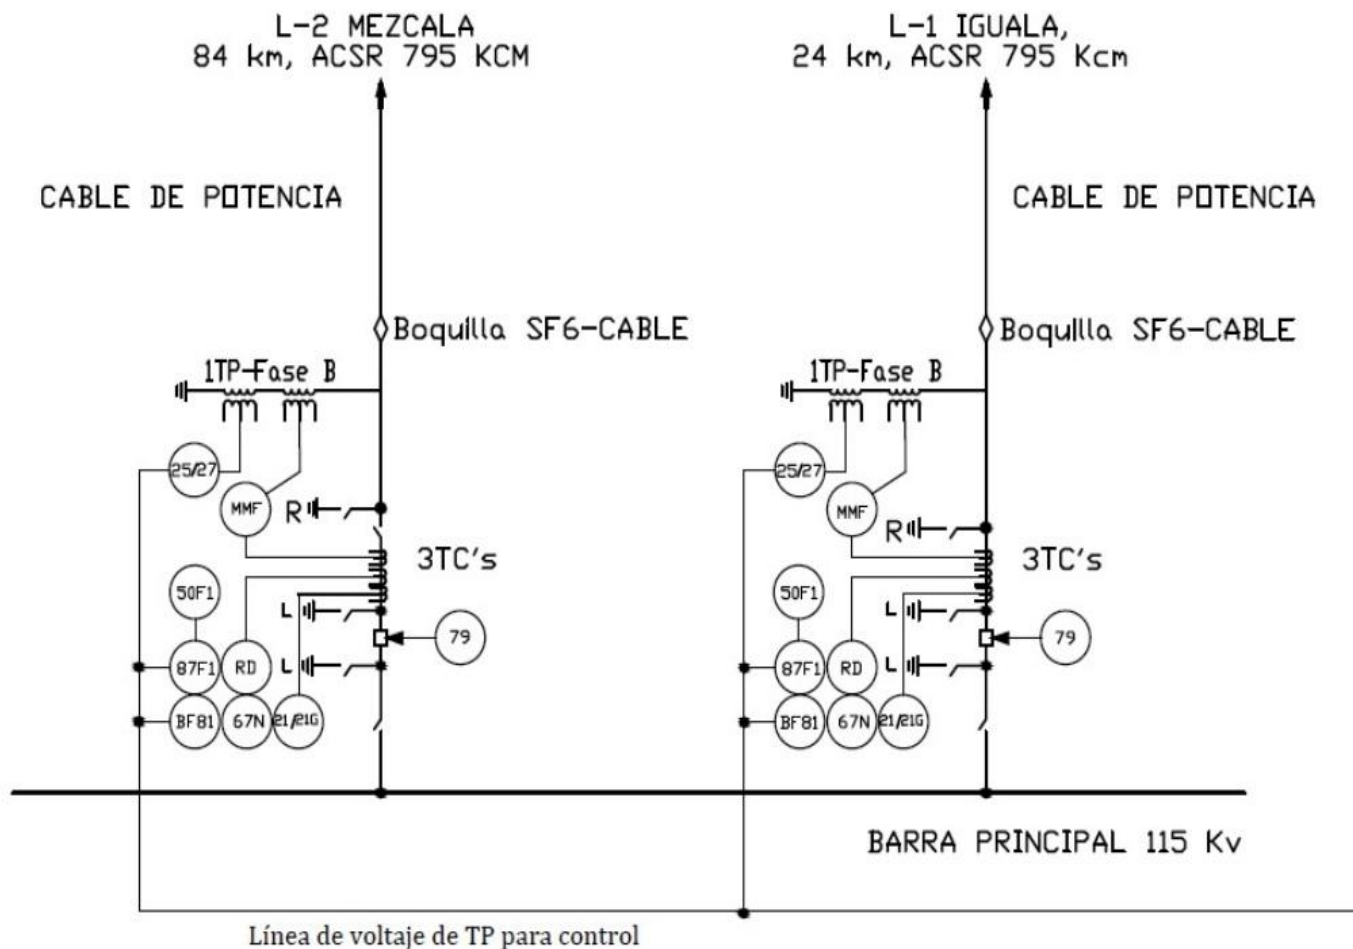 L-2 MEZCALA
84 km, ACSR 795 KCM
L-1 IGUALA,
24 km, ACSR 795 Kcm
CABLE DE POTENCIA
CABLE DE POTENCIA
Boquilla SF6-CABLE
Boquilla SF6-CABLE
1TP-Fase B
1TP-Fase B
25/27
25/27
MMF
R
MMF
R
3TC's
3TC's
50F1
L
50F1
L
79
79
87F1
RD
L
87F1
RD
L
BF81
67N
21/21G
BF81
67N
21/21G
BARRA PRINCIPAL 115 Kv
Línea de voltaje de TP para control